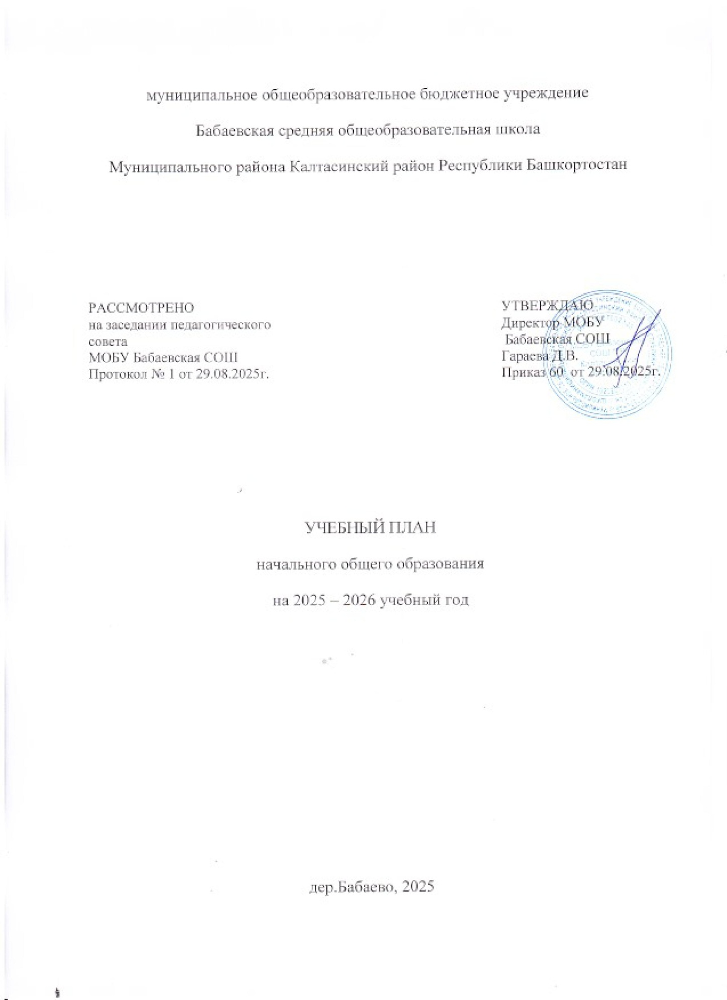 муниципальное общеобразовательное бюджетное учреждение
Бабаевская средняя общеобразовательная школа
Муниципального района Калтасинский район Республики Башкортостан
РАССМОТРЕНО
на заседании педагогического
совета
МОБУ Бабаевская СОШ
Протокол № 1 от 29.08.2025г.
УТВЕРЖДАЮ
Директор МОБУ
Бабаевская СОШ
Гараева Д.В.
Приказ 60 от 29.08.2025г.
УЧЕБНЫЙ ПЛАН
начального общего образования
на 2025 – 2026 учебный год
дер.Бабаево, 2025